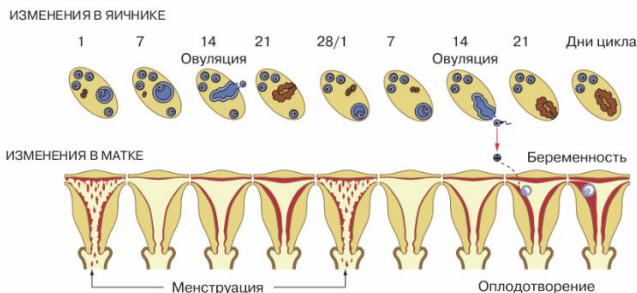 ИЗМЕНЕНИЯ В ЯИЧНИКЕ
1 7 14 21 28/1 7 14 21 Дни цикла
Овуляция Овуляция
ИЗМЕНЕНИЯ В МАТКЕ
Беременность
Менструация Оплодотворение